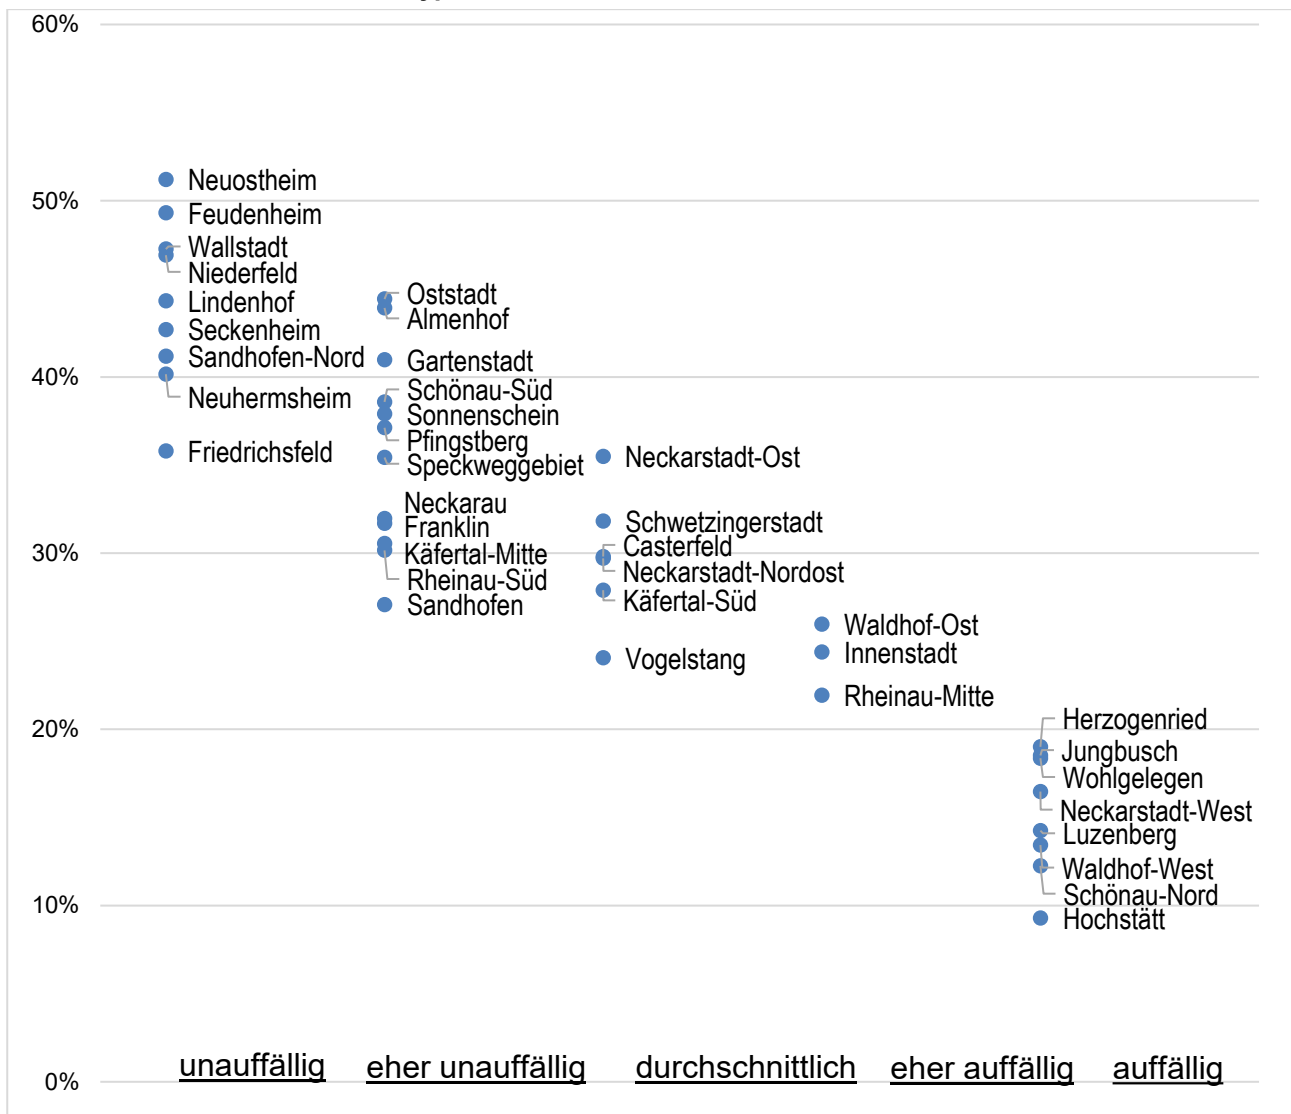 60%
50%
40%
30%
20%
10%
0%
Neuostheim
Feudenheim
Wallstadt
Niederfeld
Lindenhof
Seckenheim
Sandhofen-Nord
Neuhermsheim
Friedrichsfeld
Oststadt
Almenhof
Gartenstadt
Schönau-Süd
Sonnenschein
Pfingstberg
Speckweggebiet
Neckarau
Franklin
Käfertal-Mitte
Rheinau-Süd
Sandhofen
Neckarstadt-Ost
Schwetzingerstadt
Casterfeld
Neckarstadt-Nordost
Käfertal-Süd
Vogelstang
Waldhof-Ost
Innenstadt
Rheinau-Mitte
Herzogenried
Jungbusch
Wohlgelegen
Neckarstadt-West
Luzenberg
Waldhof-West
Schönau-Nord
Hochstätt
unauffällig
eher unauffällig
durchschnittlich
eher auffällig
auffällig